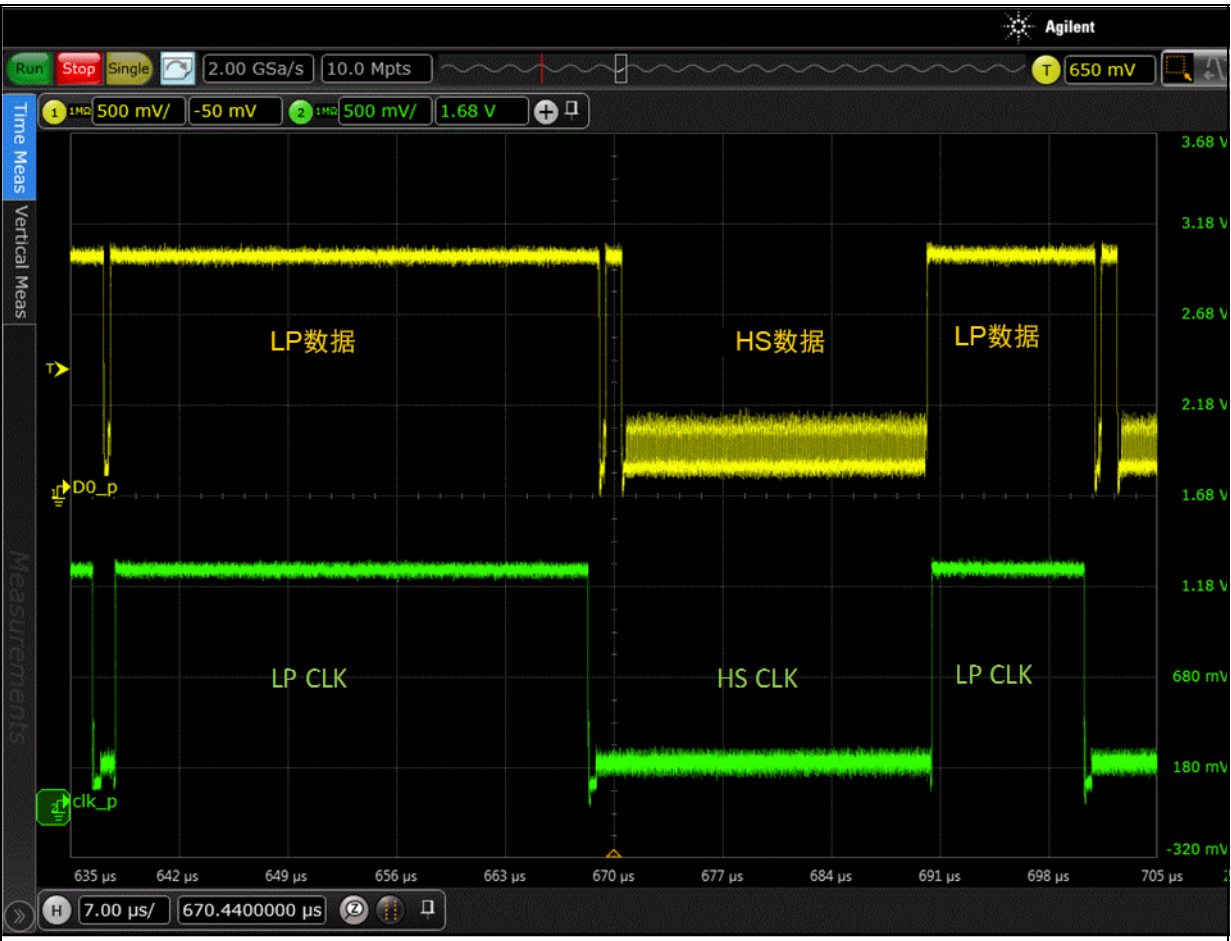 Agilent
Run Stop Single 2.00 GSa/s 10.0 Mpts T 650 mV
1 1MΩ 500 mV/ -50 mV 2 1MΩ 500 mV/ 1.68 V
Time Meas
Vertical Meas
Measurements
3.68 V
3.18 V
2.68 V
LP数据 HS数据 LP数据
T
2.18 V
D0_p
1.68 V
1.18 V
LP CLK HS CLK LP CLK
680 mV
180 mV
2 clk_p
-320 mV
635 µs 642 µs 649 µs 656 µs 663 µs 670 µs 677 µs 684 µs 691 µs 698 µs 705 µs
H 7.00 µs/ 670.4400000 µs Z